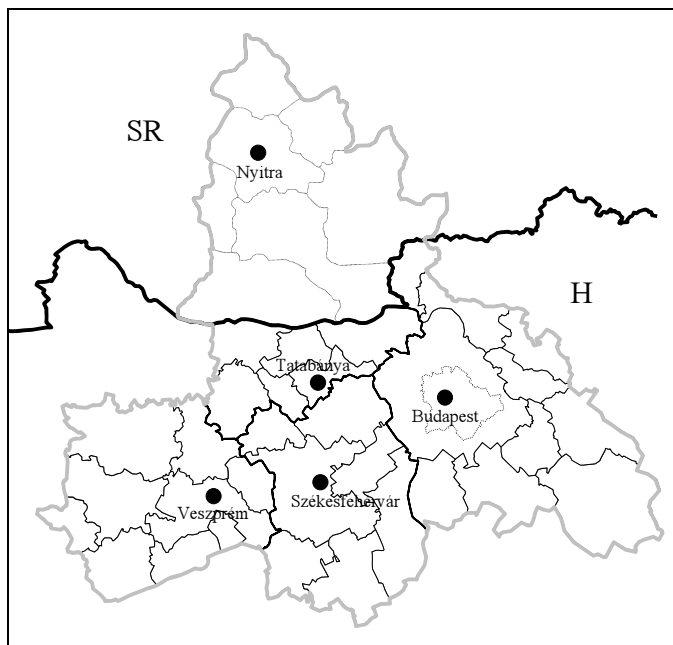 SR
Nyitra
H
Tatabánya
Budapest
Székesfehérvár
Veszprém